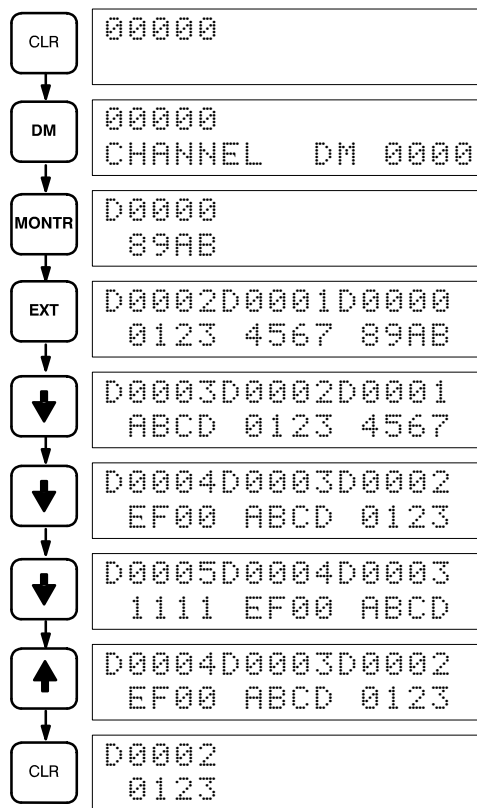 CLR
00000
DM
00000
CHANNEL DM 0000
MONTR
D0000
89AB
EXT
D0002D0001D0000
0123 4567 89AB
D0003D0002D0001
ABCD 0123 4567
D0004D0003D0002
EF00 ABCD 0123
D0005D0004D0003
1111 EF00 ABCD
D0004D0003D0002
EF00 ABCD 0123
CLR
D0002
0123